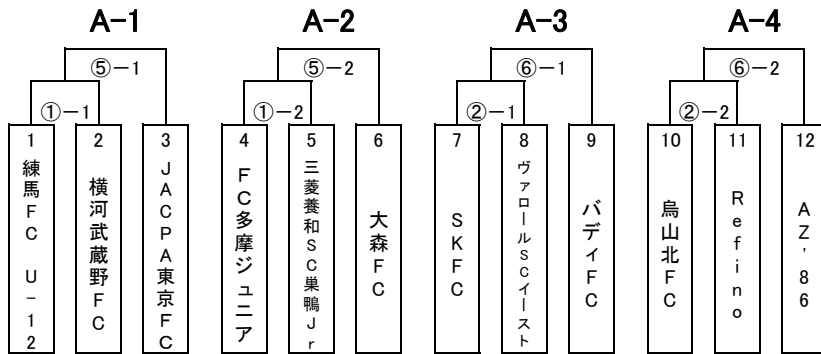 A-1 A-2 A-3 A-4
⑤-1 ⑤-2 ⑥-1 ⑥-2
①-1 ①-2 ②-1 ②-2
1 2 3 4 5 6 7 8 9 10 11 12
練馬FC U-12
横河武蔵野FC
JACPA東京FC
FC多摩ジュニア
三菱養和SC巣鴨Jr
大森FC
SKFC
ヴァロールSCイースト
バディFC
烏山北FC
Refino
AZ'86